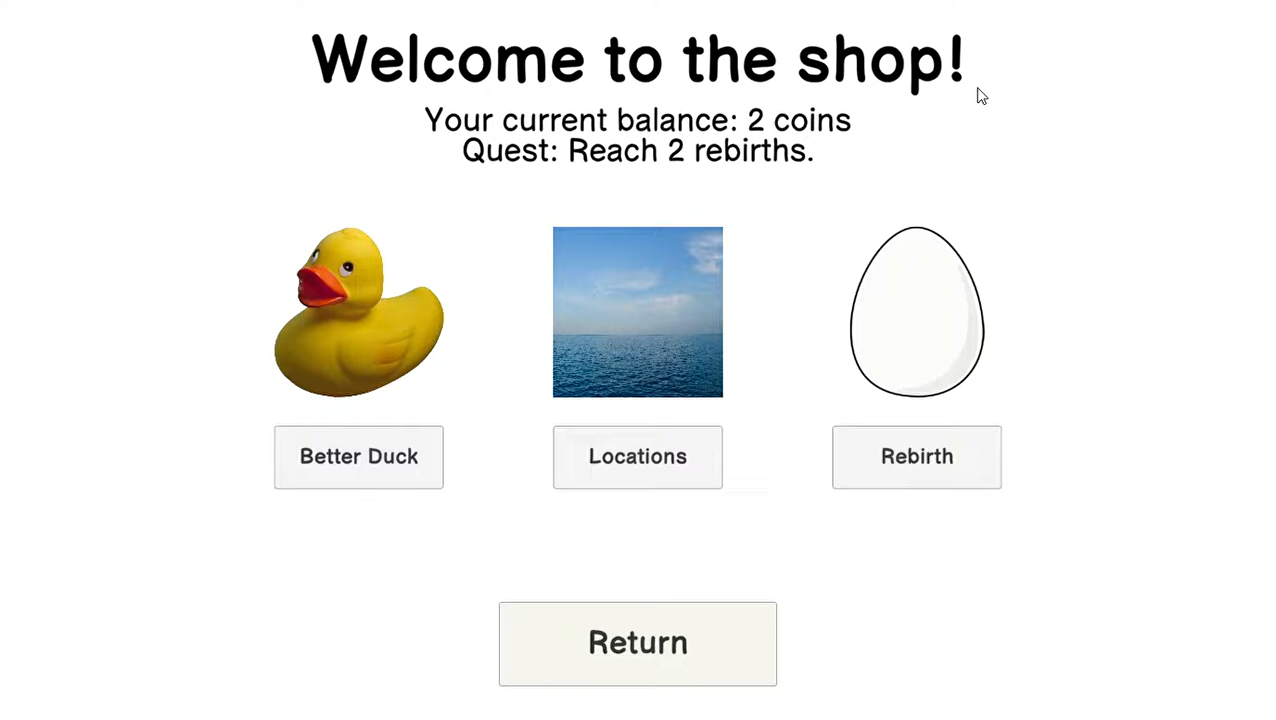 Welcome to the shop!
Your current balance: 2 coins
Quest: Reach 2 rebirths.
Better Duck
Locations
Rebirth
Return